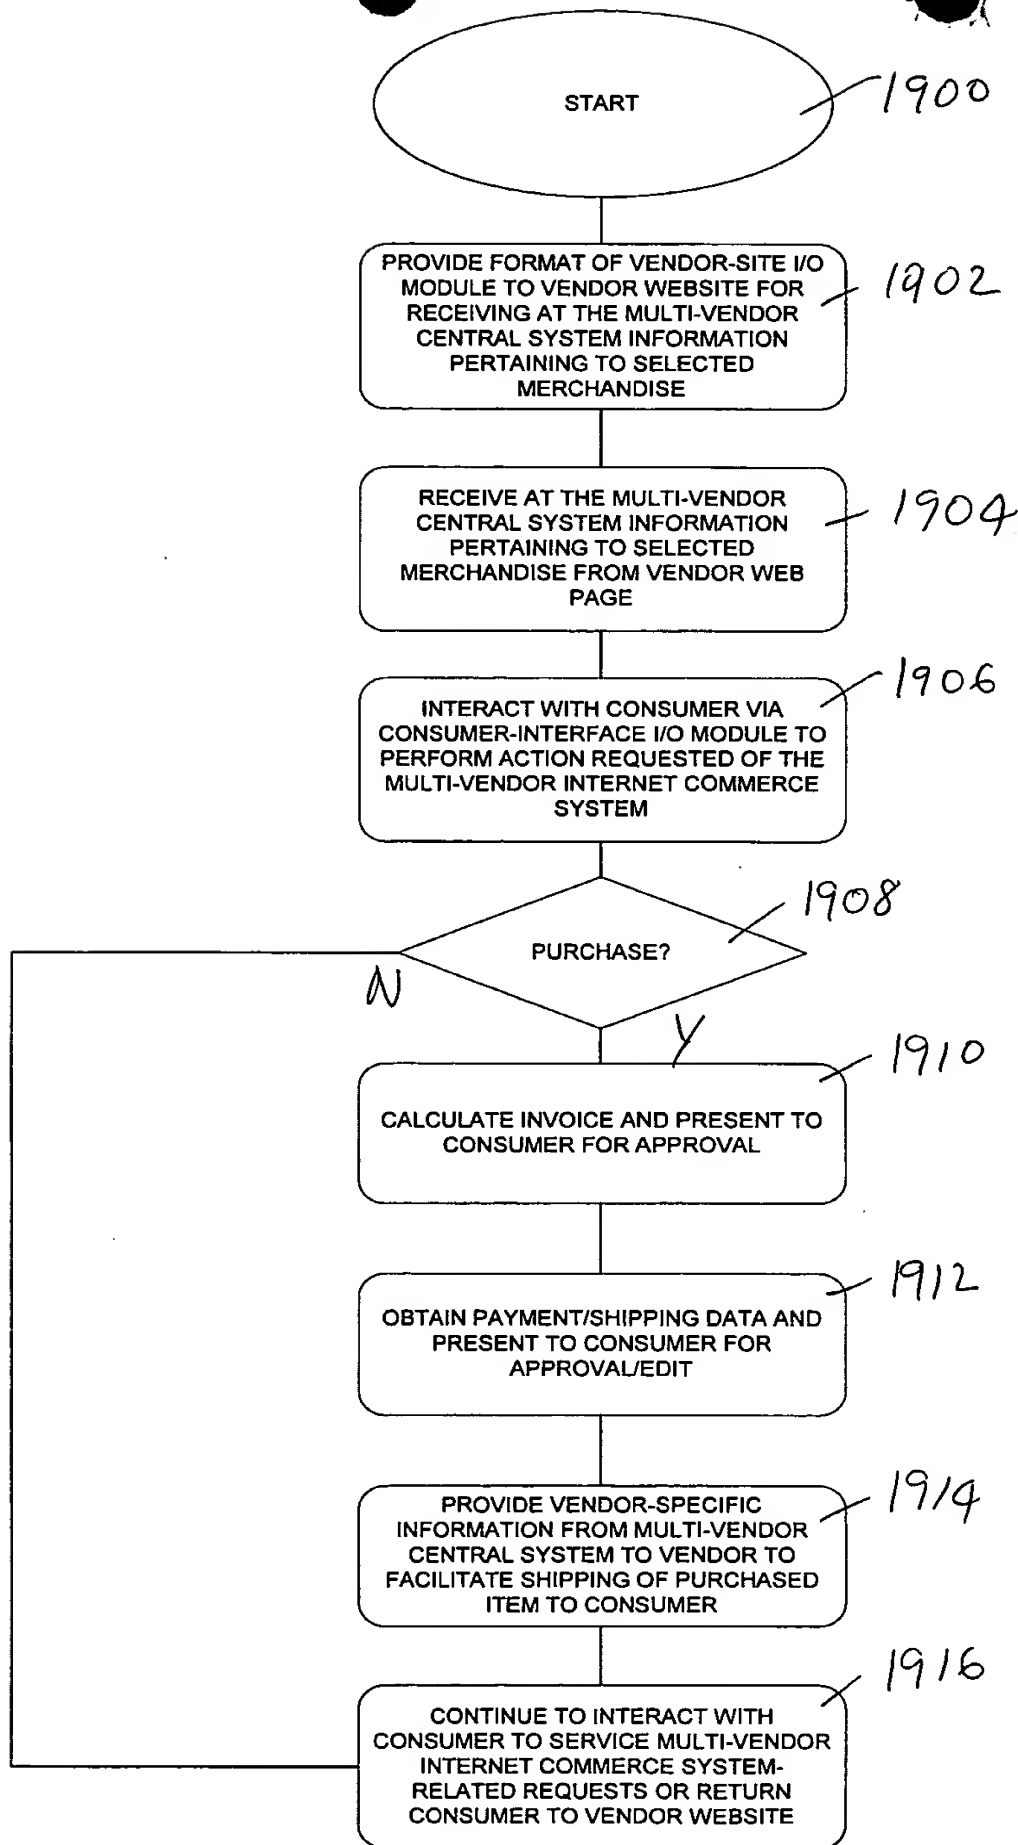 START
1900
PROVIDE FORMAT OF VENDOR-SITE I/O
MODULE TO VENDOR WEBSITE FOR
RECEIVING AT THE MULTI-VENDOR
CENTRAL SYSTEM INFORMATION
PERTAINING TO SELECTED
MERCHANDISE
1902
RECEIVE AT THE MULTI-VENDOR
CENTRAL SYSTEM INFORMATION
PERTAINING TO SELECTED
MERCHANDISE FROM VENDOR WEB
PAGE
1904
INTERACT WITH CONSUMER VIA
CONSUMER-INTERFACE I/O MODULE TO
PERFORM ACTION REQUESTED OF THE
MULTI-VENDOR INTERNET COMMERCE
SYSTEM
1906
PURCHASE?
1908
N
Y
CALCULATE INVOICE AND PRESENT TO
CONSUMER FOR APPROVAL
1910
OBTAIN PAYMENT/SHIPPING DATA AND
PRESENT TO CONSUMER FOR
APPROVAL/EDIT
1912
PROVIDE VENDOR-SPECIFIC
INFORMATION FROM MULTI-VENDOR
CENTRAL SYSTEM TO VENDOR TO
FACILITATE SHIPPING OF PURCHASED
ITEM TO CONSUMER
1914
CONTINUE TO INTERACT WITH
CONSUMER TO SERVICE MULTI-VENDOR
INTERNET COMMERCE SYSTEM-
RELATED REQUESTS OR RETURN
CONSUMER TO VENDOR WEBSITE
1916